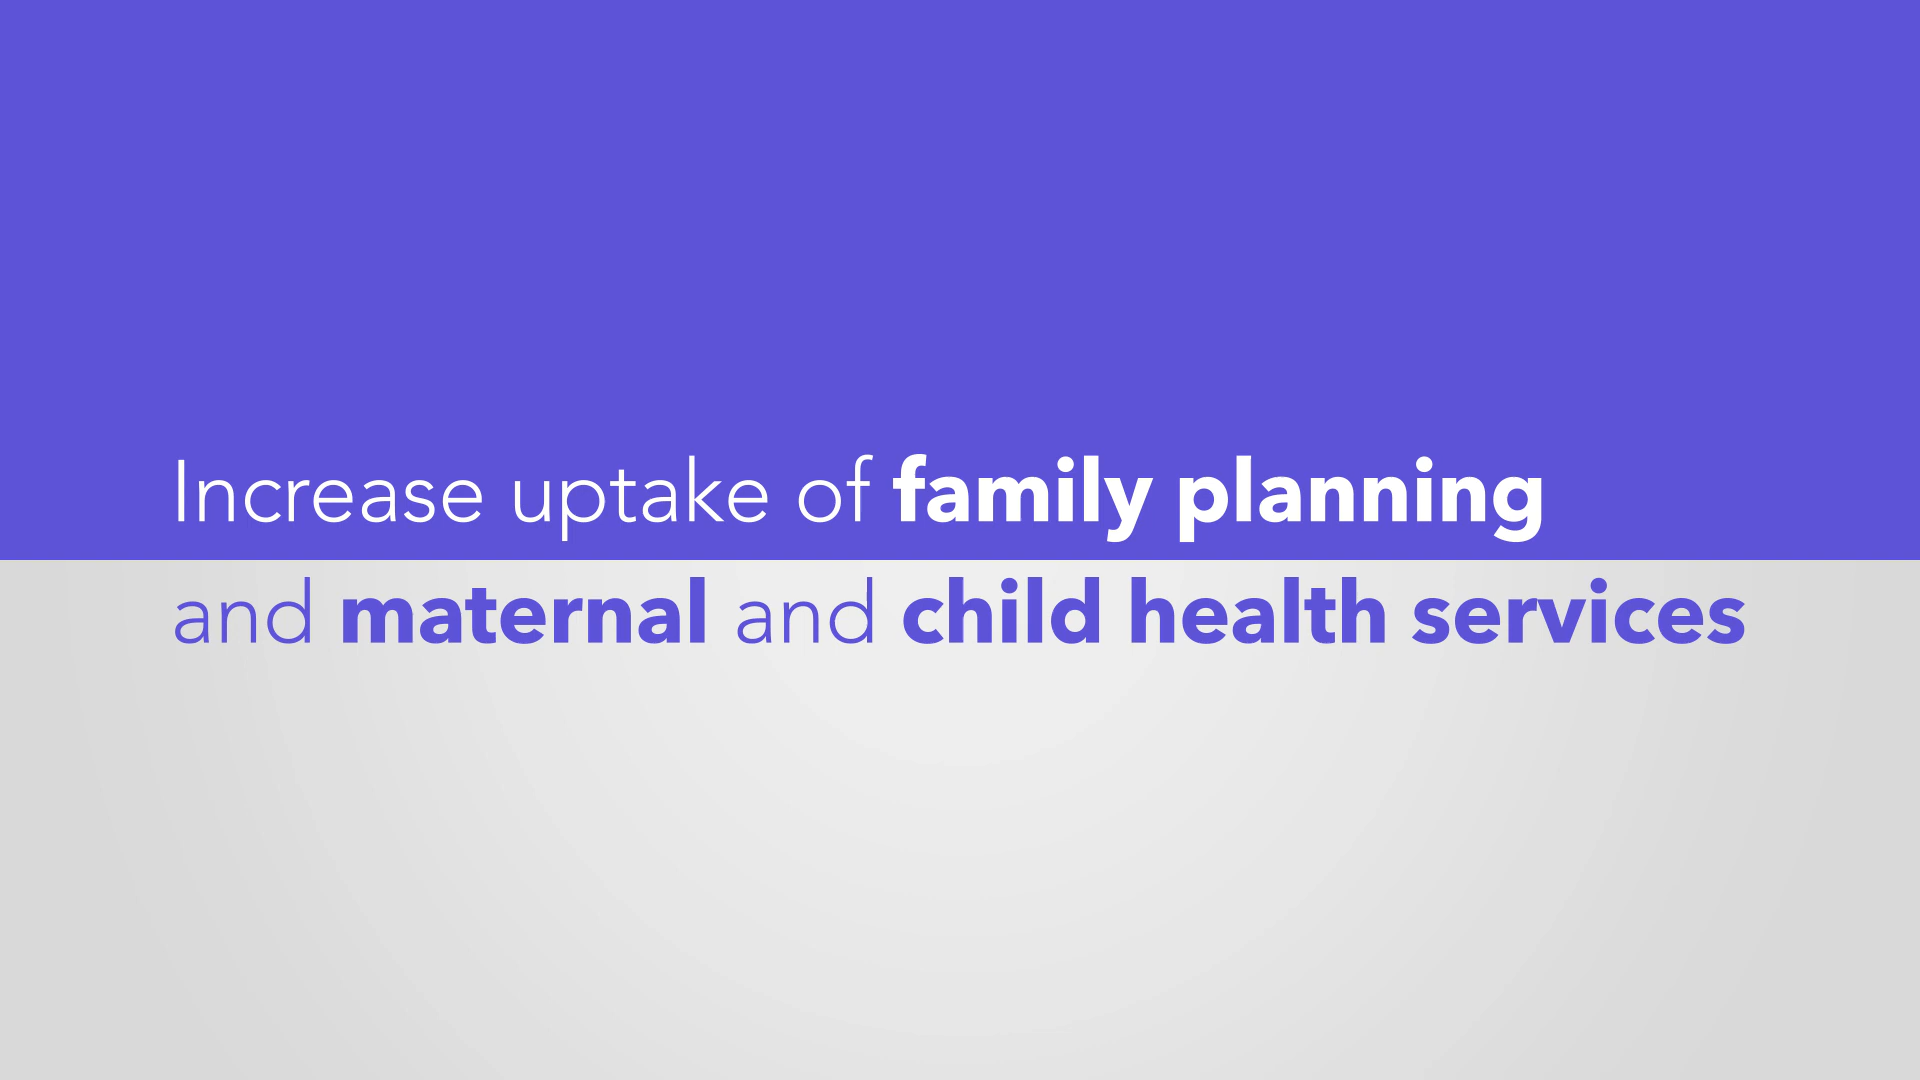 Increase uptake of family planning
and maternal and child health services